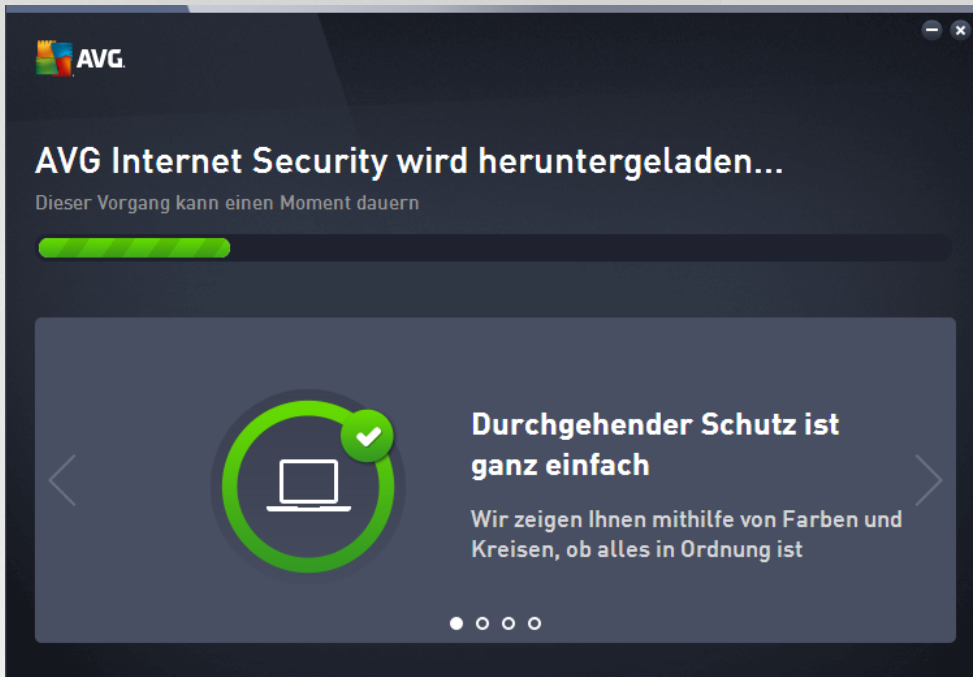 AVG
AVG Internet Security wird heruntergeladen...
Dieser Vorgang kann einen Moment dauern
Durchgehender Schutz ist
ganz einfach
Wir zeigen Ihnen mithilfe von Farben und
Kreisen, ob alles in Ordnung ist